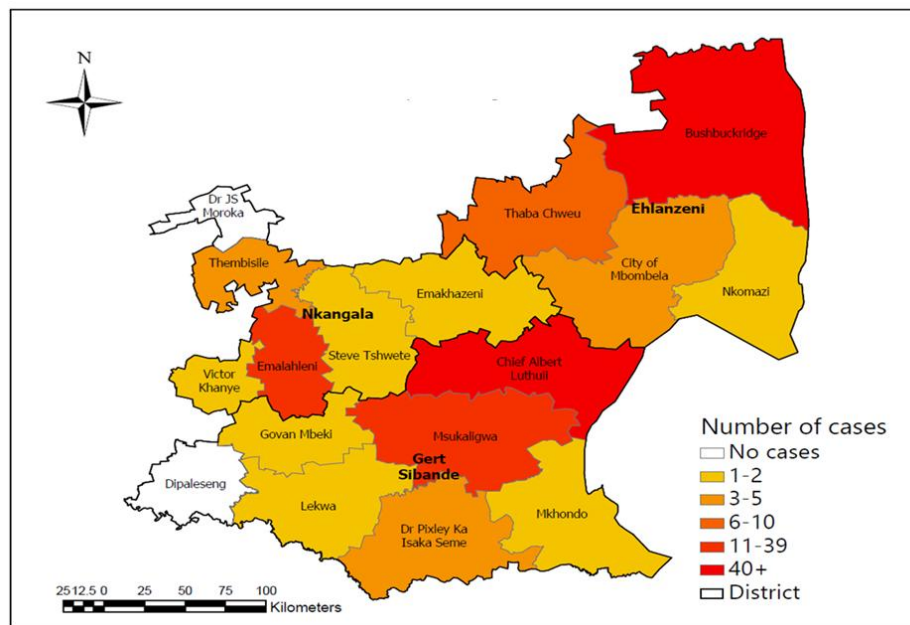 N
Bushbuckridge
Dr JS
Moroka
Thaba Chweu
Ehlanzeni
Thembisile
City of
Mbombela
Nkomazi
Emakhazeni
Nkangala
Steve Tshwete
Chief Albert
Luthuil
Victor
Khanye
Emalahleni
Govan Mbeki
Msukaligwa
Gert
Sibande
Dipaleseng
Lekwa
Mkhondo
Dr Pixley Ka
Isaka Seme
Number of cases
No cases
1-2
3-5
6-10
11-39
40+
District
25 12.5 0 25 50 75 100
Kilometers